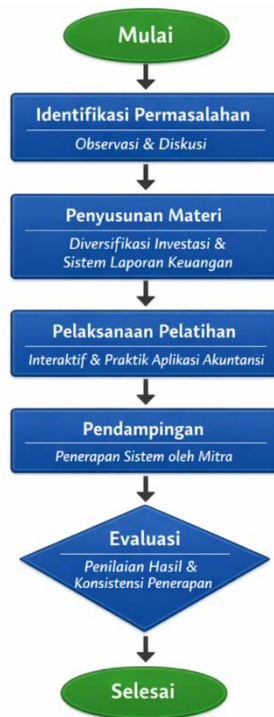 Mulai
Identifikasi Permasalahan
Observasi & Diskusi
Penyusunan Materi
Diversifikasi Investasi &
Sistem Laporan Keuangan
Pelaksanaan Pelatihan
Interaktif & Praktik Aplikasi Akuntansi
Pendampingan
Penerapan Sistem oleh Mitra
Evaluasi
Penilaian Hasil &
Konsistensi Penerapan
Selesai